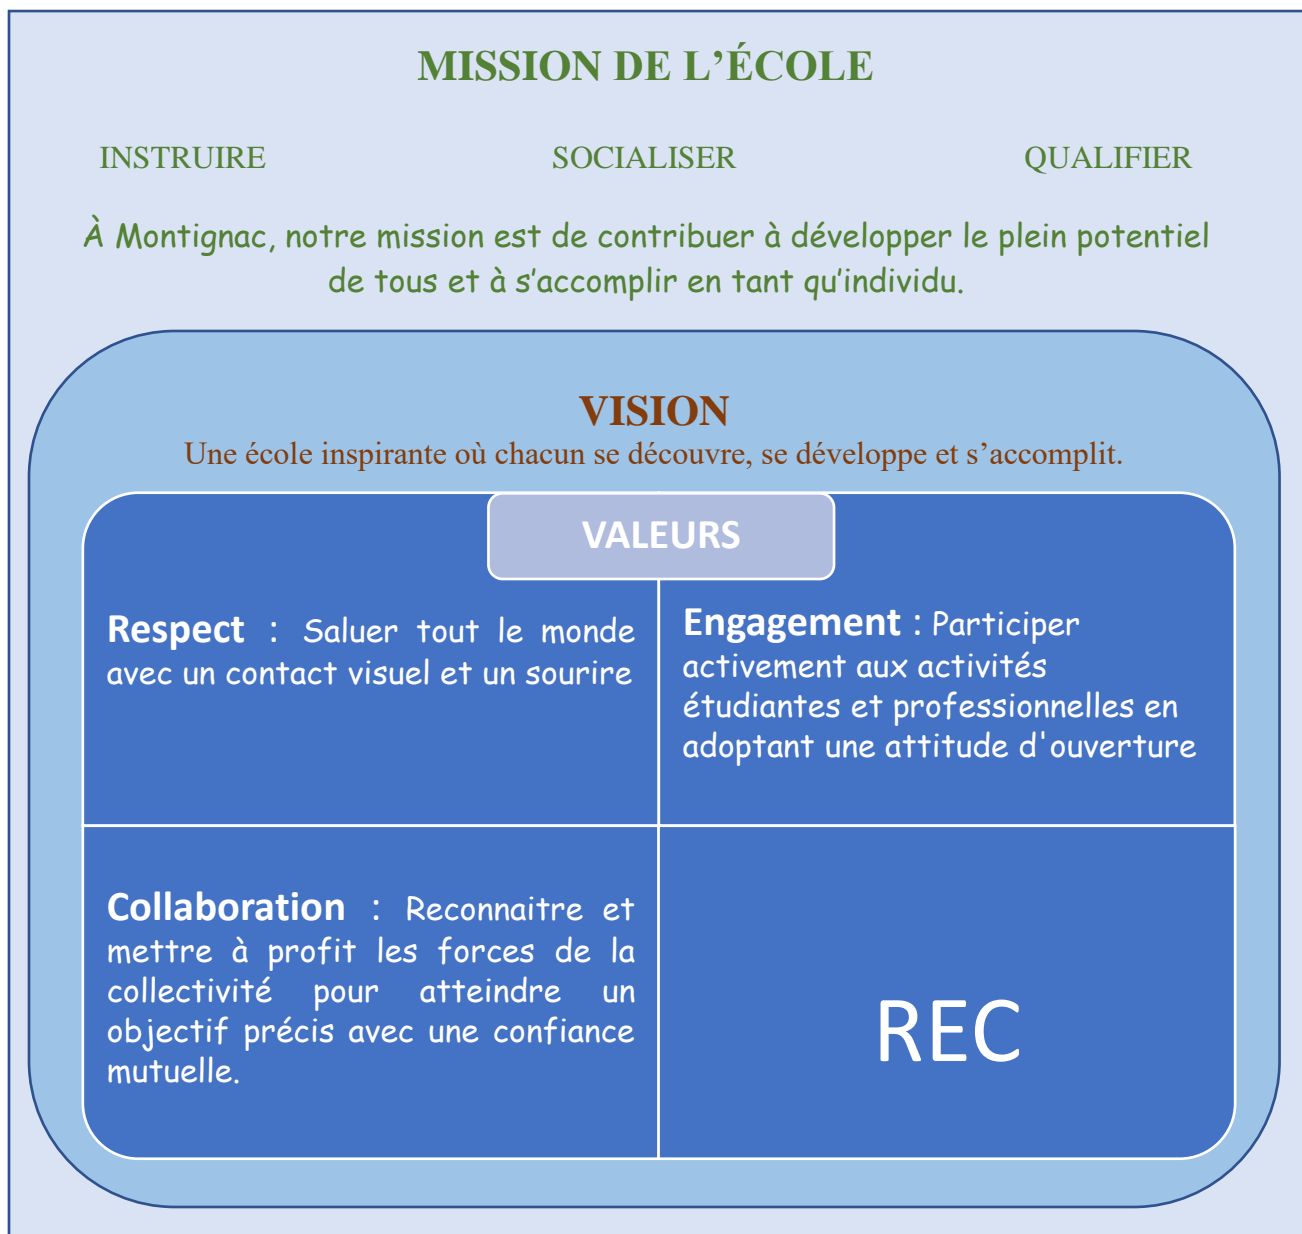 MISSION DE L’ÉCOLE
INSTRUIRE SOCIALISER QUALIFIER
À Montignac, notre mission est de contribuer à développer le plein potentiel
de tous et à s’accomplir en tant qu’individu.
VISION
Une école inspirante où chacun se découvre, se développe et s’accomplit.
VALEURS
Respect : Saluer tout le monde
avec un contact visuel et un sourire
Engagement : Participer
activement aux activités
étudiantes et professionnelles en
adoptant une attitude d'ouverture
Collaboration : Reconnaitre et
mettre à profit les forces de la
collectivité pour atteindre un
objectif précis avec une confiance
mutuelle.
REC